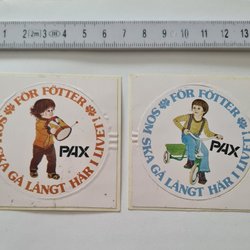 1 2 2m 3 4 5 6 7 8 9 10 11 12 13
FÖR FÖTTER
SOM SKA GÅ LÅNGT HÄR I LIVET
PAX
FÖR FÖTTER
SOM SKA GÅ LÅNGT HÄR I LIVET
PAX